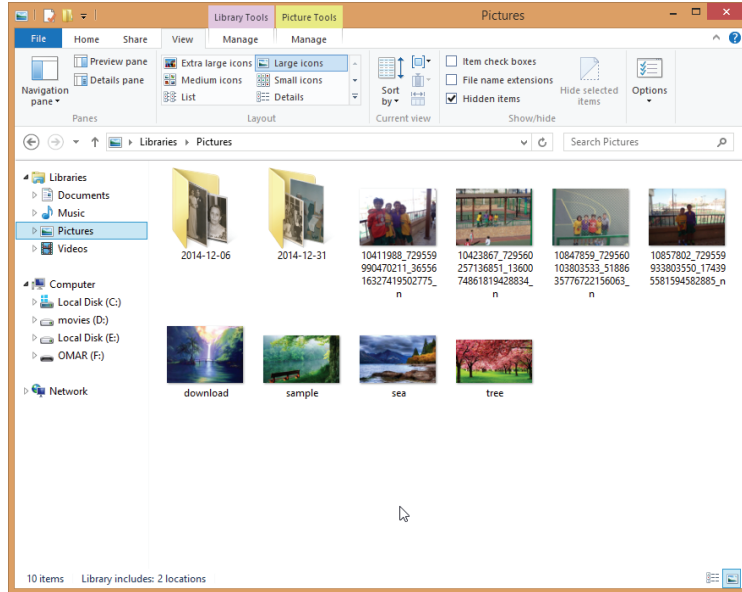 Library Tools
Picture Tools
Pictures
File
Home
Share
View
Manage
Manage
Navigation
pane
Preview pane
Details pane
Panes
Extra large icons
Large icons
Medium icons
Small icons
List
Details
Layout
Sort
by
Current view
Item check boxes
File name extensions
Hidden items
Hide selected
items
Show/hide
Options
Libraries
Pictures
Search Pictures
Libraries
Documents
Music
Pictures
Videos
Computer
Local Disk (C:)
movies (D:)
Local Disk (E:)
OMAR (F:)
Network
2014-12-06
2014-12-31
10411988_729559
990470211_36556
16327419502775_
n
10423867_729560
257136851_13600
74861819428834_
n
10847859_729560
103803533_51886
35776722156063_
n
10857802_729559
933803550_17439
5581594582885_n
download
sample
sea
tree
10 items
Library includes: 2 locations